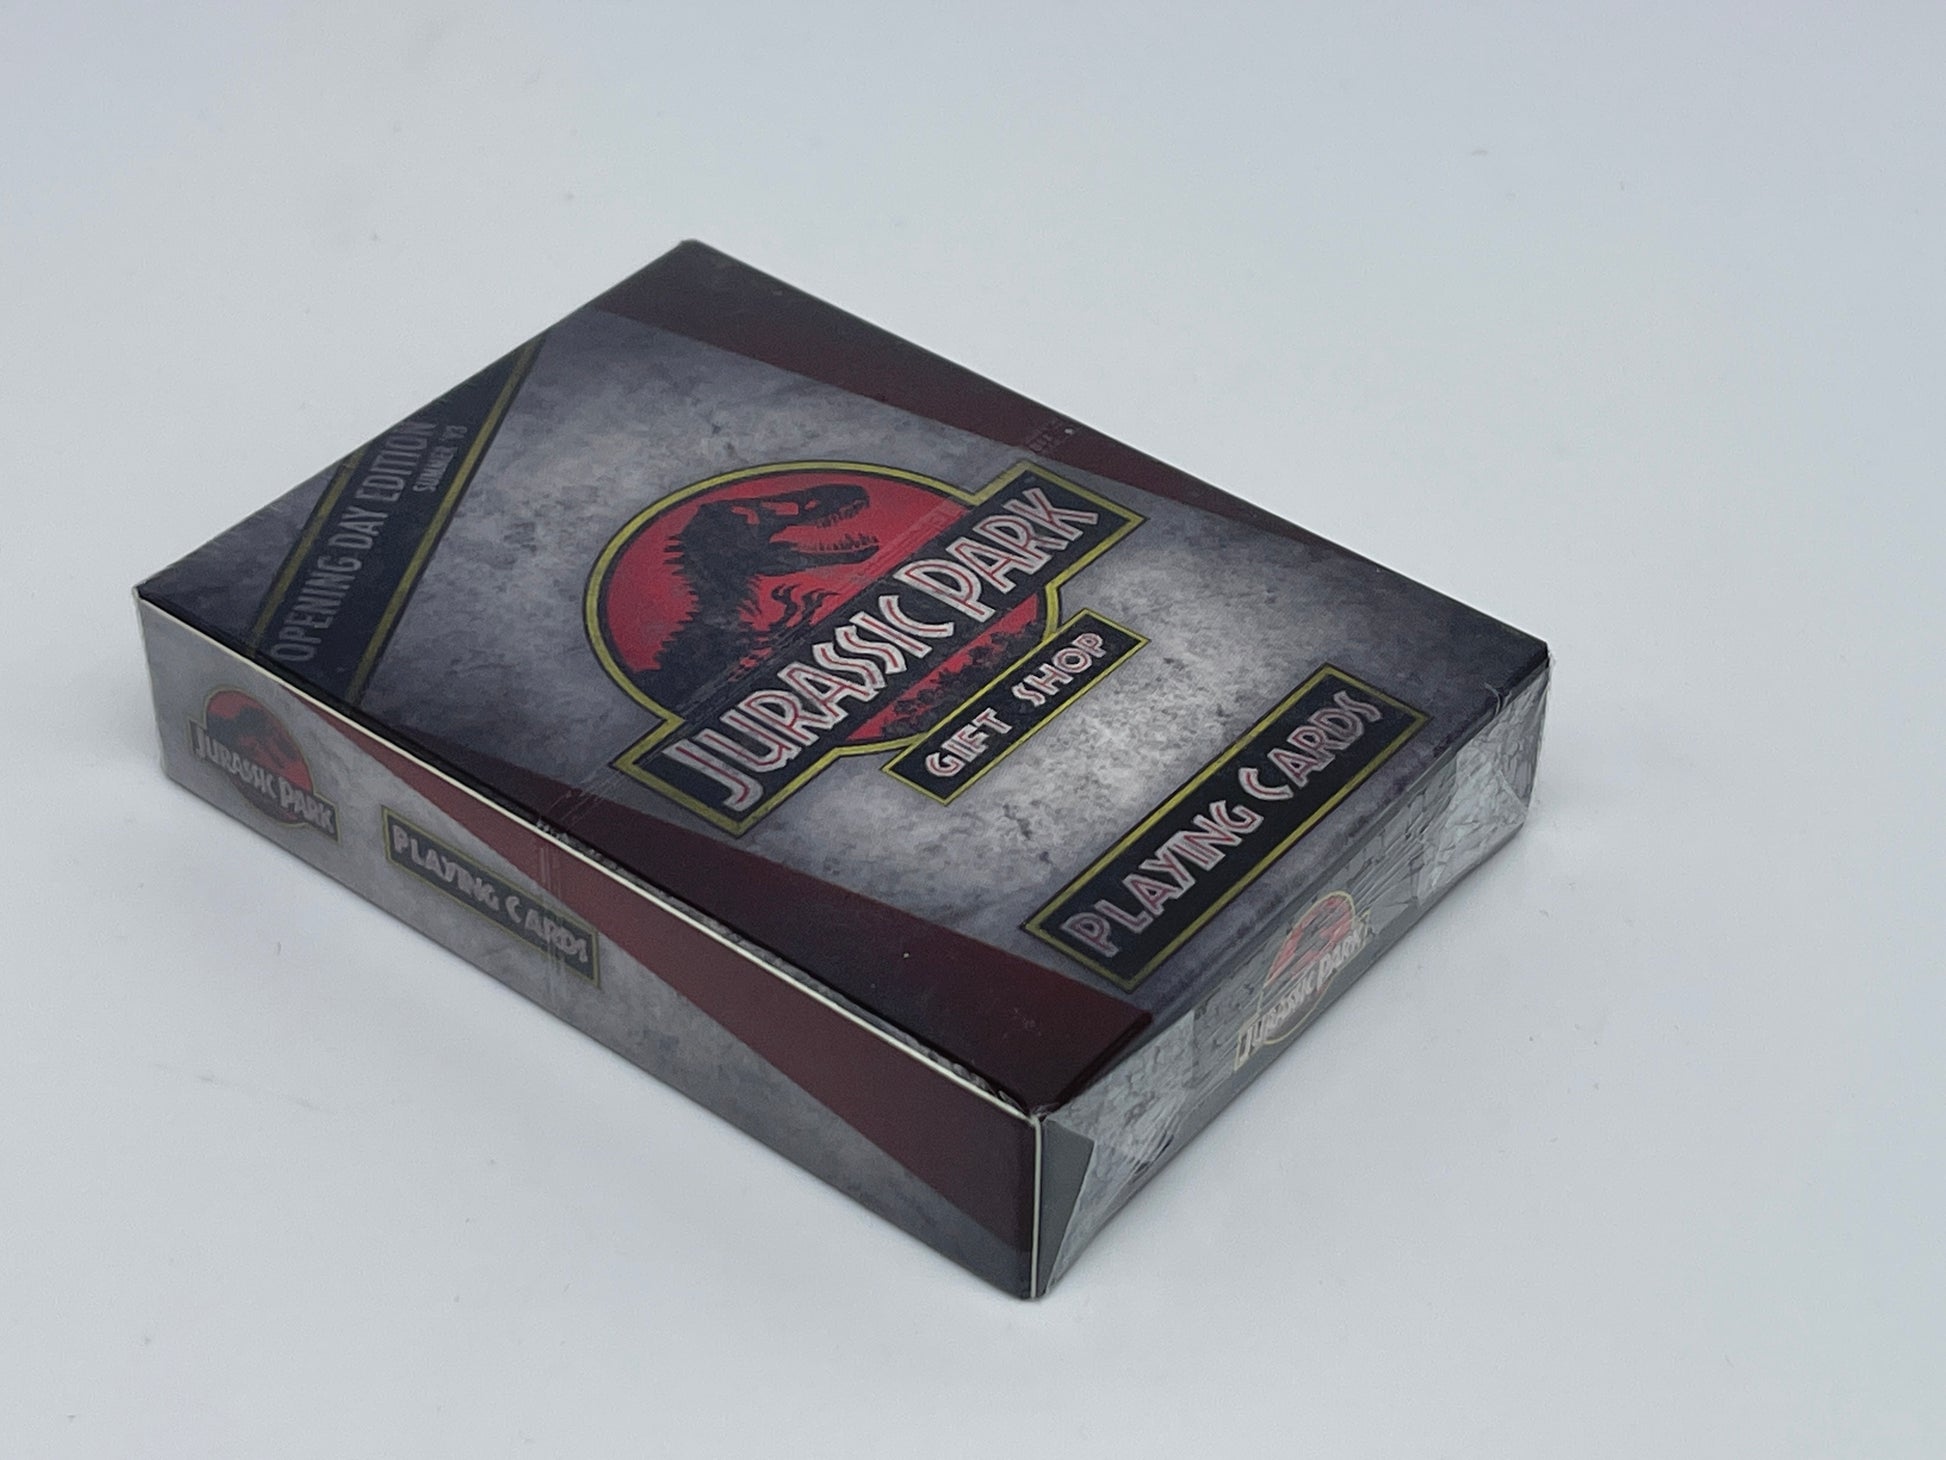 OPENING DAY EDITION
SUMMER '93
JURASSIC PARK
GIFT SHOP
PLAYING CARDS
JURASSIC PARK
PLAYING CARDS
JURASSIC PARK